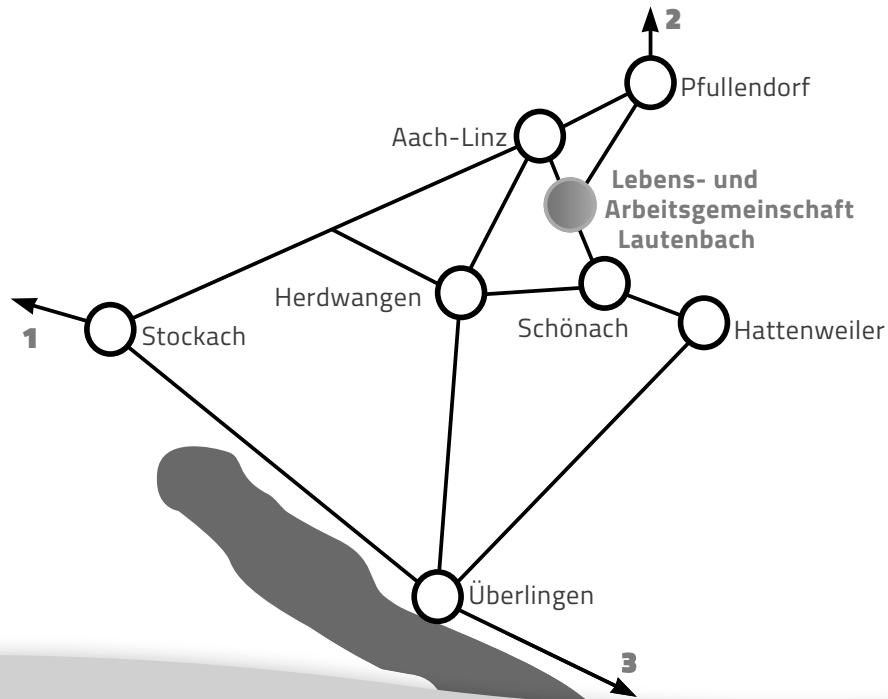 2
Pfullendorf
Aach-Linz
Lebens- und
Arbeitsgemeinschaft
Lautenbach
Herdwangen
Schönach
Hattenweiler
1
Stockach
Überlingen
3